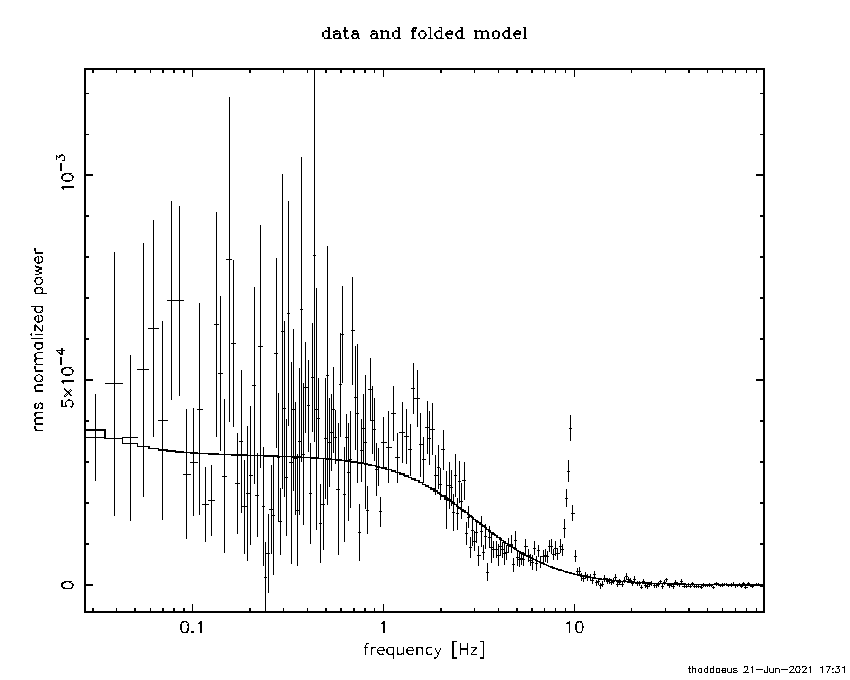 data and folded model
10⁻³
5×10⁻⁴
0
rms normalized power
0.1 1 10
frequency [Hz]
thoddaeus 21-Jun-2021 17:31